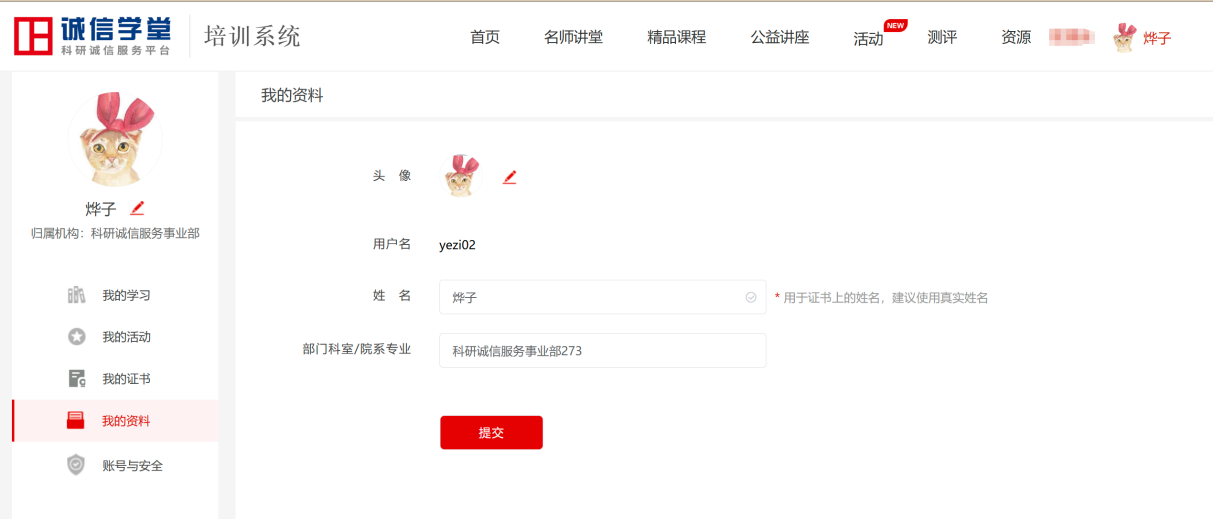 诚信学堂
科研诚信服务平台
培训系统
首页 名师讲堂 精品课程 公益讲座 活动 NEW 测评 资源 烨子
烨子
归属机构：科研诚信服务事业部
我的学习
我的活动
我的证书
我的资料
账号与安全
我的资料
头 像
用户名 yezi02
姓 名 烨子 * 用于证书上的姓名，建议使用真实姓名
部门科室/院系专业 科研诚信服务事业部273
提交